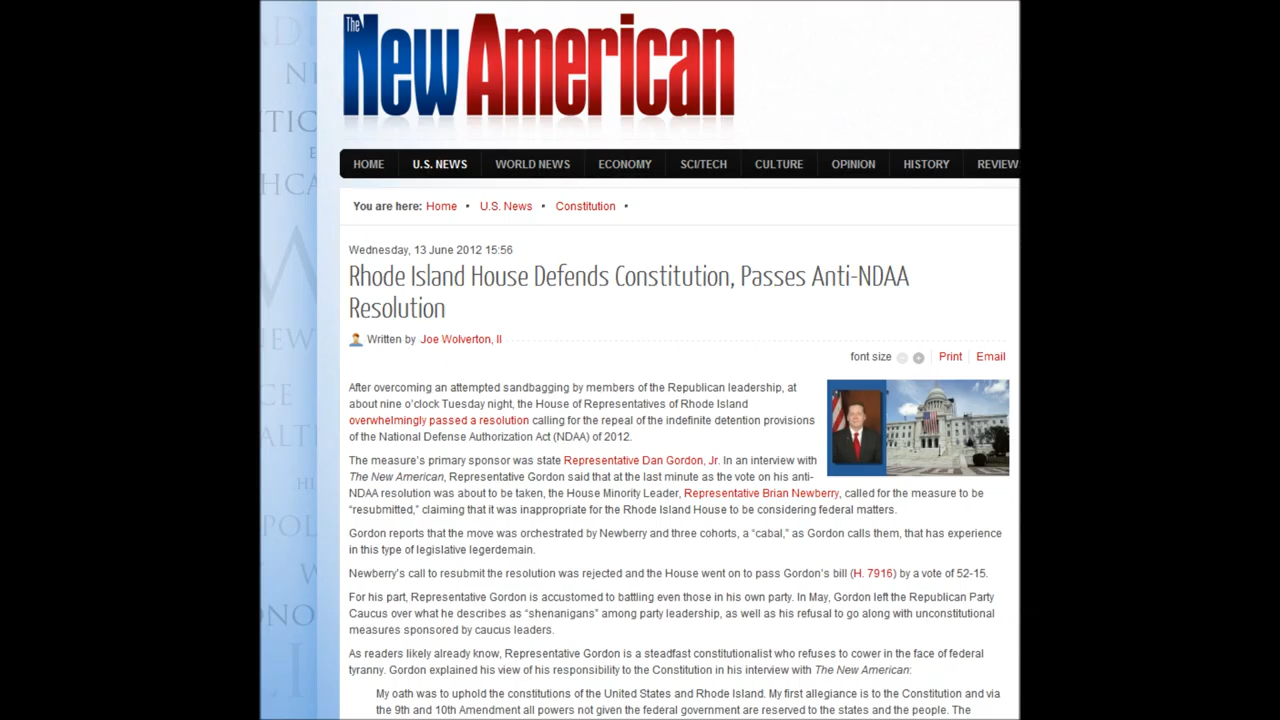 The New American
HOME U.S. NEWS WORLD NEWS ECONOMY SCI/TECH CULTURE OPINION HISTORY REVIEW
You are here: Home ▪ U.S. News ▪ Constitution ▪
Wednesday, 13 June 2012 15:56
Rhode Island House Defends Constitution, Passes Anti-NDAA
Resolution
Written by Joe Wolverton, II
font size Print Email
After overcoming an attempted sandbagging by members of the Republican leadership, at
about nine o'clock Tuesday night, the House of Representatives of Rhode Island
overwhelmingly passed a resolution calling for the repeal of the indefinite detention provisions
of the National Defense Authorization Act (NDAA) of 2012.
The measure's primary sponsor was state Representative Dan Gordon, Jr. In an interview with
The New American, Representative Gordon said that at the last minute as the vote on his anti-
NDAA resolution was about to be taken, the House Minority Leader, Representative Brian Newberry, called for the measure to be
“resubmitted,” claiming that it was inappropriate for the Rhode Island House to be considering federal matters.
Gordon reports that the move was orchestrated by Newberry and three cohorts, a “cabal,” as Gordon calls them, that has experience
in this type of legislative legerdemain.
Newberry's call to resubmit the resolution was rejected and the House went on to pass Gordon's bill (H. 7916) by a vote of 52-15.
For his part, Representative Gordon is accustomed to battling even those in his own party. In May, Gordon left the Republican Party
Caucus over what he describes as “shenanigans” among party leadership, as well as his refusal to go along with unconstitutional
measures sponsored by caucus leaders.
As readers likely already know, Representative Gordon is a steadfast constitutionalist who refuses to cower in the face of federal
tyranny. Gordon explained his view of his responsibility to the Constitution in his interview with The New American:
My oath was to uphold the constitutions of the United States and Rhode Island. My first allegiance is to the Constitution and via
the 9th and 10th Amendment all powers not given the federal government are reserved to the states and the people. The